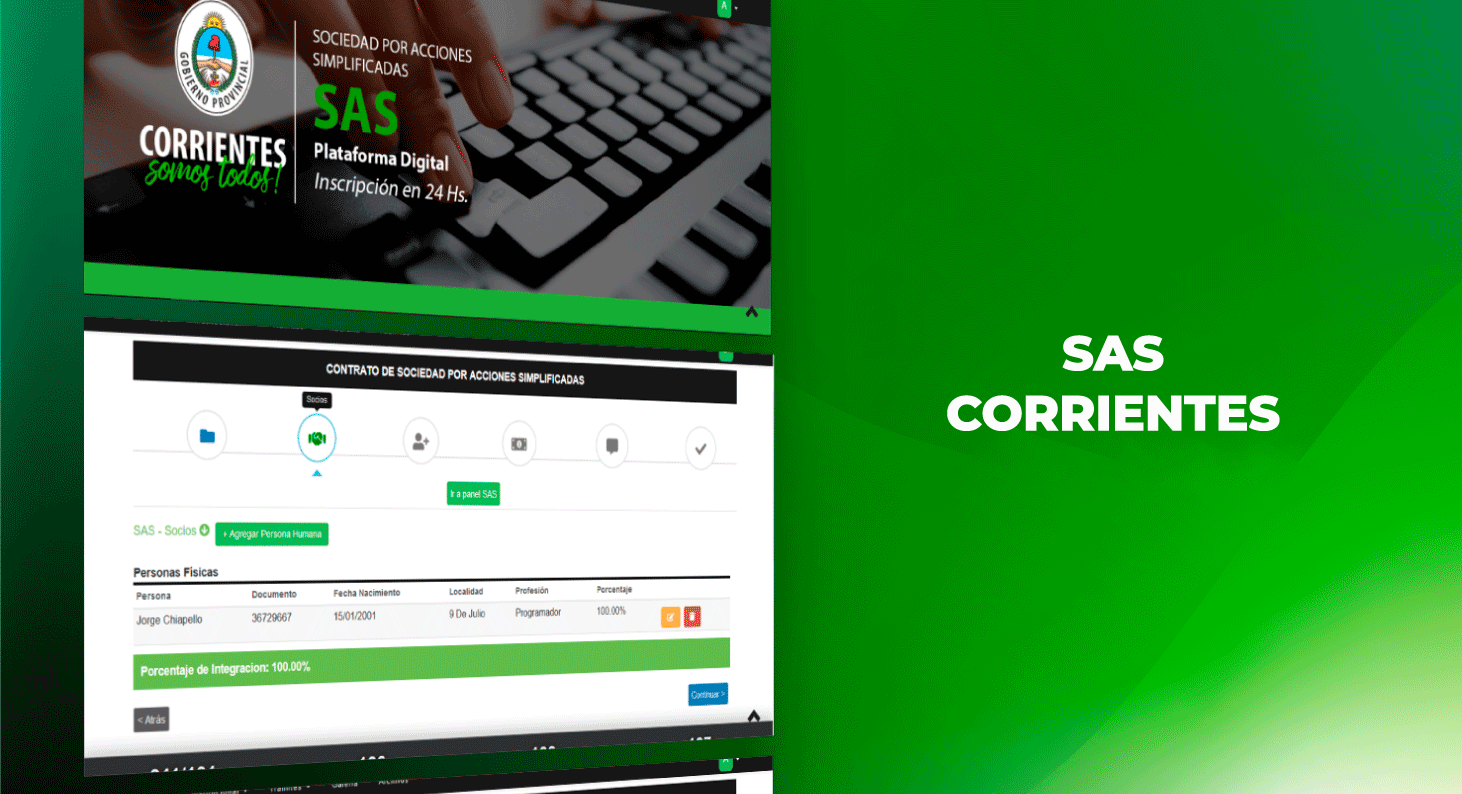 A
GOBIERNO PROVINCIAL
CORRIENTES
somos todos!
SOCIEDAD POR ACCIONES
SIMPLIFICADAS
SAS
Plataforma Digital
Inscripción en 24 Hs.
CONTRATO DE SOCIEDAD POR ACCIONES SIMPLIFICADAS
Socios
Ir a panel SAS
SAS - Socios
+ Agregar Persona Humana
Personas Físicas
Persona Documento Fecha Nacimiento Localidad Profesión Porcentaje
Jorge Chiapello 36729667 15/01/2001 9 De Julio Programador 100.00%
Porcentaje de Integracion: 100.00%
Continuar >
< Atrás
A
Galería
SAS
CORRIENTES